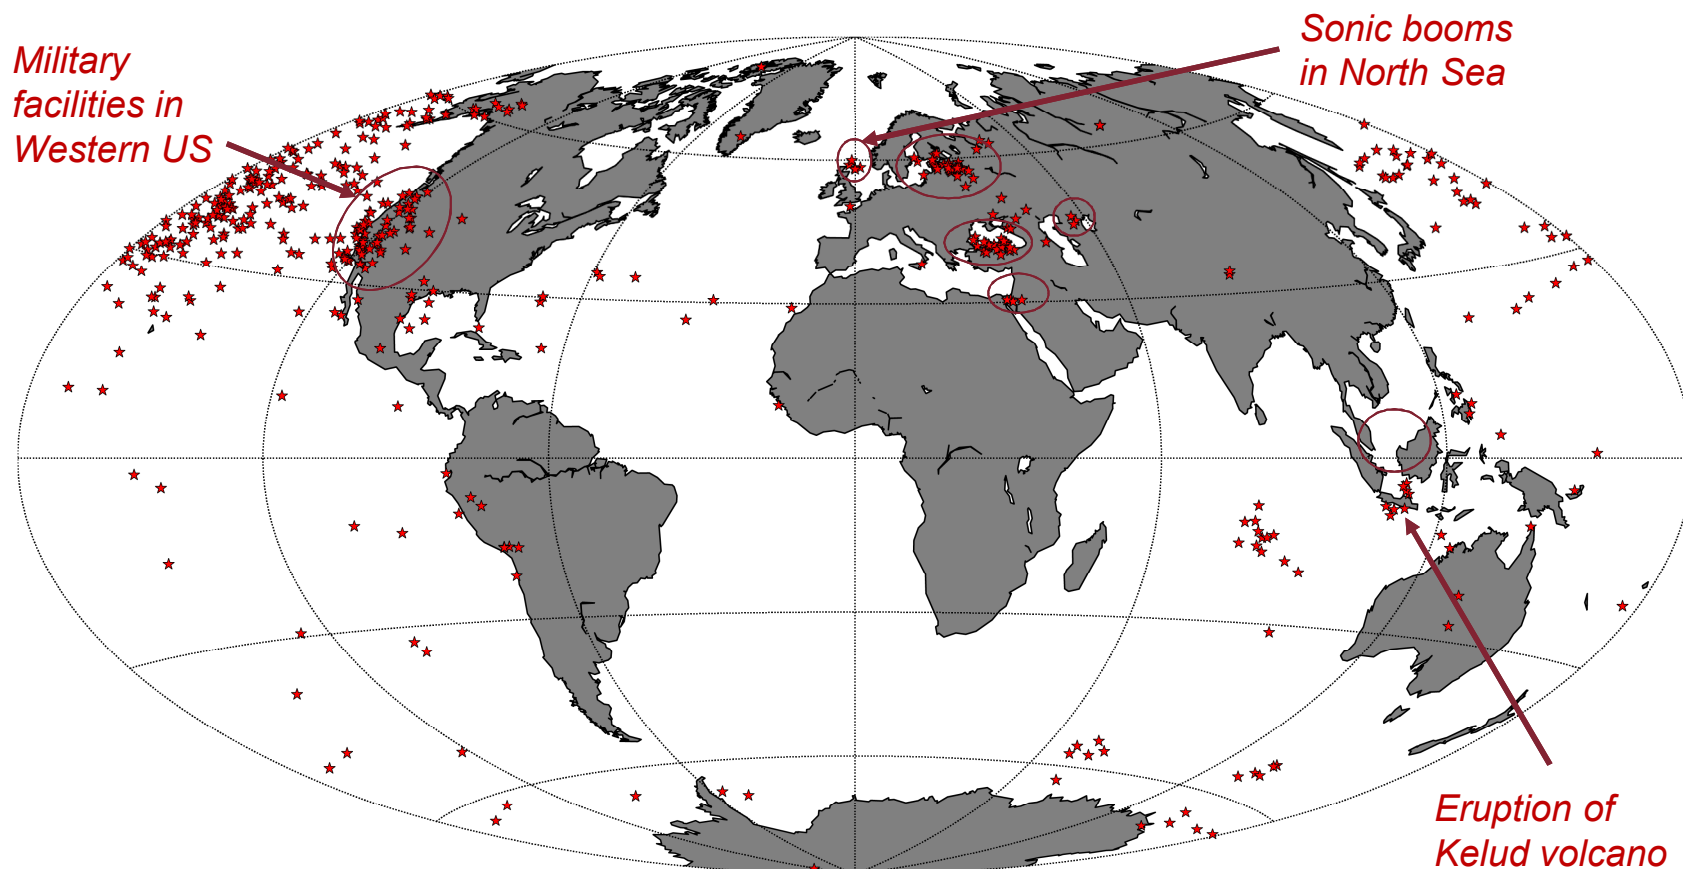 Military
facilities in
Western US
Sonic booms
in North Sea
Eruption of
Kelud volcano